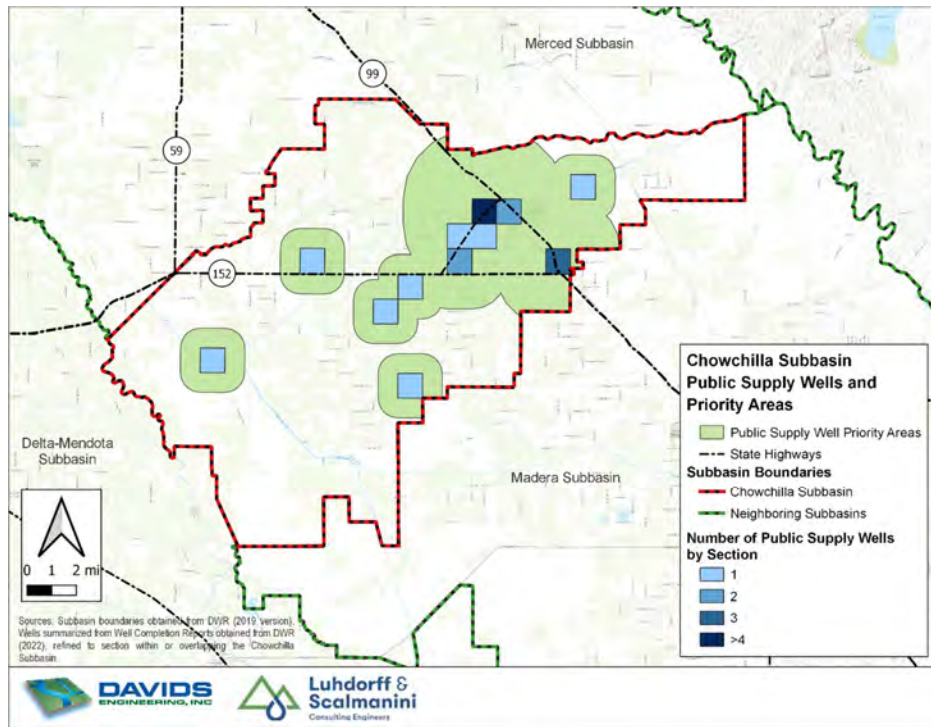 Merced Subbasin
99
59
152
Delta-Mendota
Subbasin
Madera Subbasin
0 1 2 mi
Sources: Subbasin boundaries obtained from DWR (2019 version).
Wells summarized from Well Completion Reports obtained from DWR
(2022), refined to section within or overlapping the Chowchilla
Subbasin.
Chowchilla Subbasin
Public Supply Wells and
Priority Areas
Public Supply Well Priority Areas
State Highways
Subbasin Boundaries
Chowchilla Subbasin
Neighboring Subbasins
Number of Public Supply Wells
by Section
1
2
3
>4
DAVIDS
ENGINEERING, INC
Luhdorff &
Scalmanini
Consulting Engineers